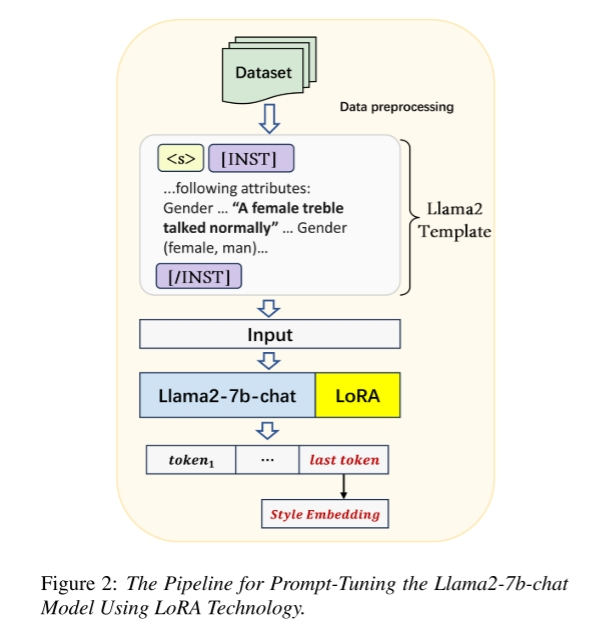 Dataset
Data preprocessing
<s> [INST]
...following attributes:
Gender ... “A female treble
talked normally” ... Gender
(female, man)...
[/INST]
Llama2
Template
Input
Llama2-7b-chat LoRA
token₁ ... last token
Style Embedding
Figure 2: The Pipeline for Prompt-Tuning the Llama2-7b-chat
Model Using LoRA Technology.